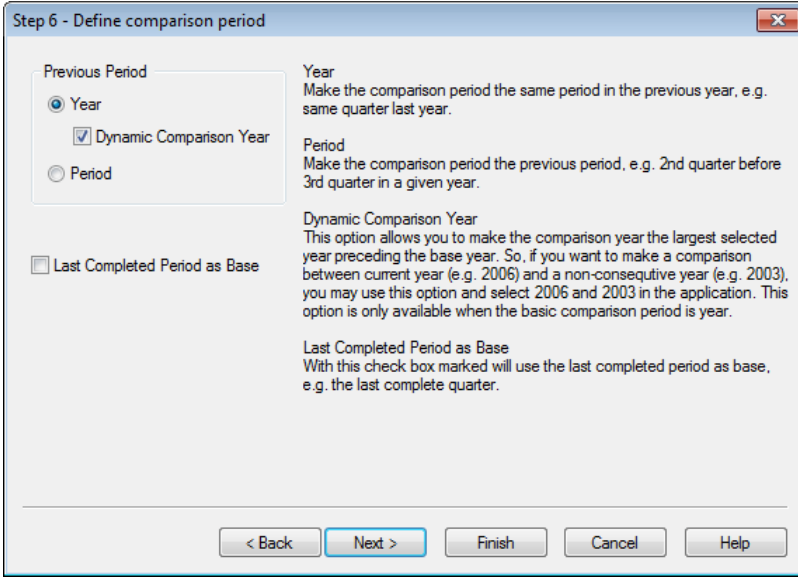 Step 6 - Define comparison period
Previous Period
Year
Dynamic Comparison Year
Period
Last Completed Period as Base
Year
Make the comparison period the same period in the previous year, e.g.
same quarter last year.
Period
Make the comparison period the previous period, e.g. 2nd quarter before
3rd quarter in a given year.
Dynamic Comparison Year
This option allows you to make the comparison year the largest selected
year preceding the base year. So, if you want to make a comparison
between current year (e.g. 2006) and a non-consequtive year (e.g. 2003),
you may use this option and select 2006 and 2003 in the application. This
option is only available when the basic comparison period is year.
Last Completed Period as Base
With this check box marked will use the last completed period as base,
e.g. the last complete quarter.
< Back
Next >
Finish
Cancel
Help